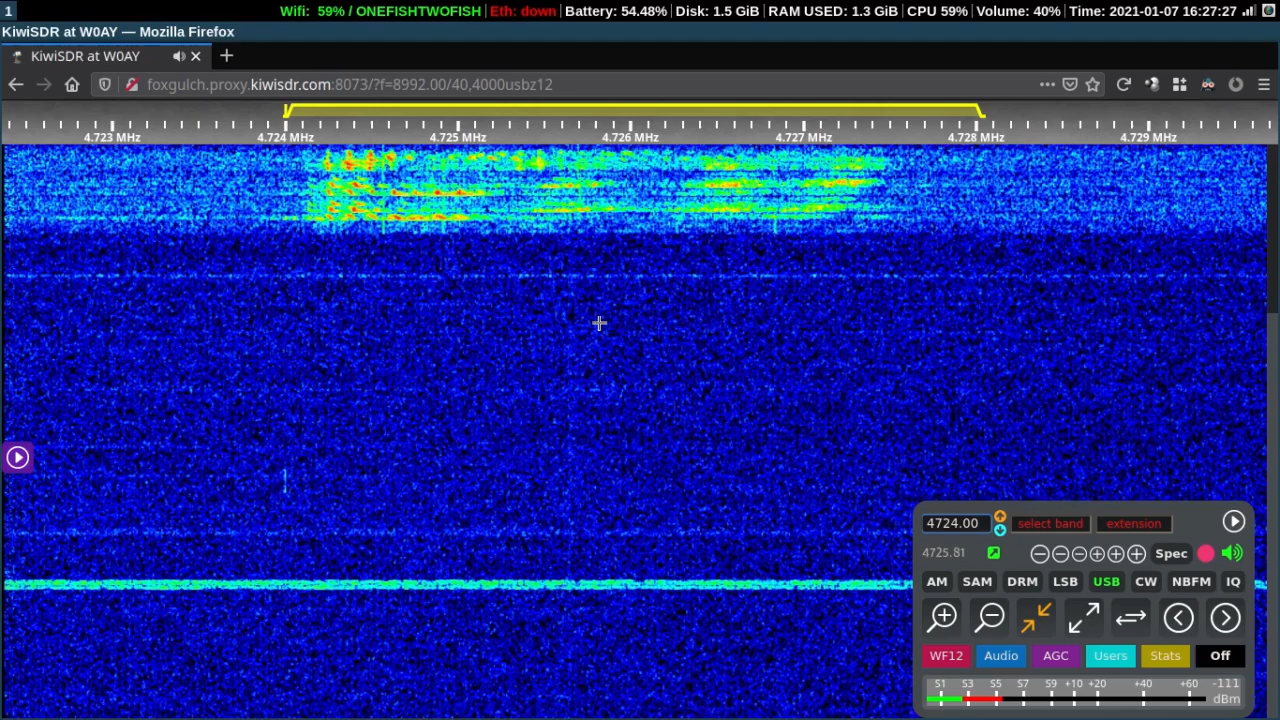 1 Wifi: 59% / ONEFISHTWOFISH | Eth: down | Battery: 54.48% | Disk: 1.5 GiB | RAM USED: 1.3 GiB | CPU 59% | Volume: 40% | Time: 2021-01-07 16:27:27
KiwiSDR at W0AY — Mozilla Firefox
KiwiSDR at W0AY
foxgulch.proxy.kiwisdr.com:8073/?f=8992.00/40,4000usbz12
4.723 MHz 4.724 MHz 4.725 MHz 4.726 MHz 4.727 MHz 4.728 MHz 4.729 MHz
4724.00 select band extension
4725.81 Spec
AM SAM DRM LSB USB CW NBFM IQ
WF12 Audio AGC Users Stats Off
S1 S3 S5 S7 S9 +10 +20 +40 +60 -111
dBm